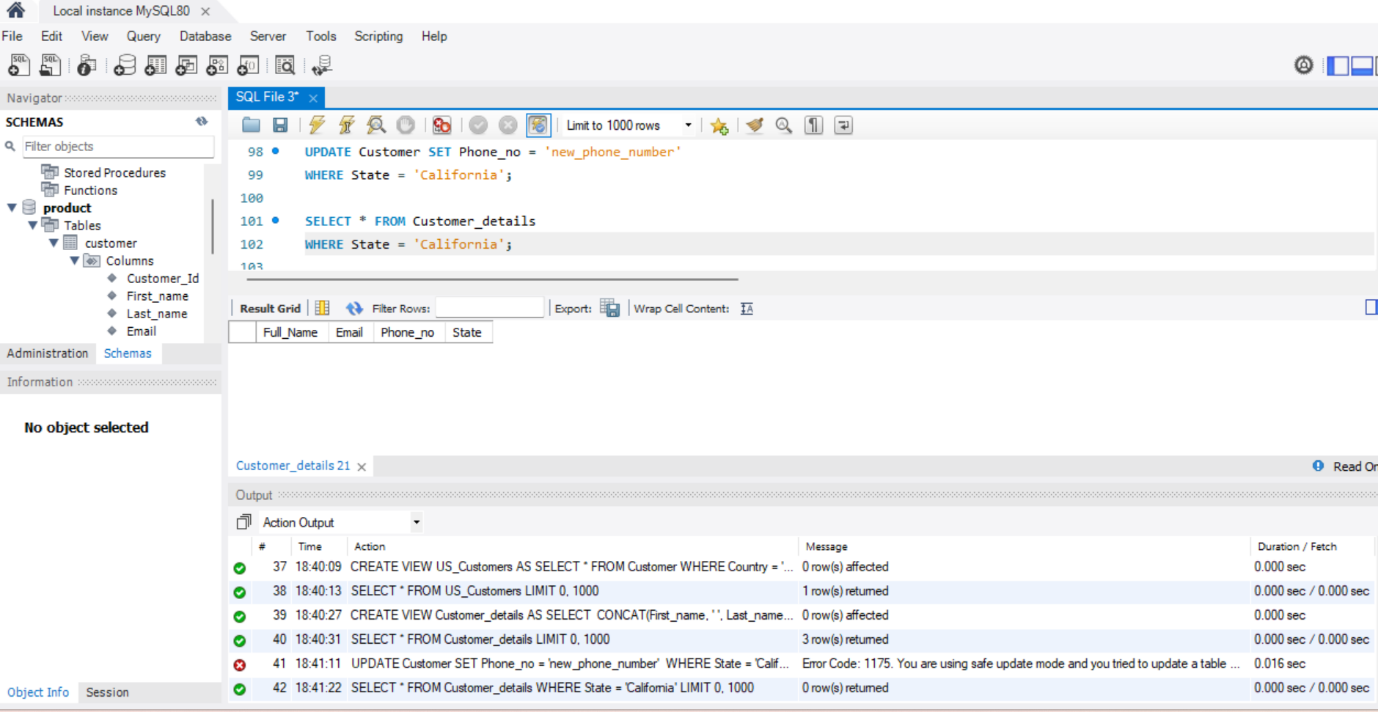 Local instance MySQL80
File Edit View Query Database Server Tools Scripting Help
Navigator
SCHEMAS
Filter objects
Stored Procedures
Functions
product
Tables
customer
Columns
Customer_Id
First_name
Last_name
Email
Administration Schemas
Information
No object selected
Object Info Session
SQL File 3*
Limit to 1000 rows
98 UPDATE Customer SET Phone_no = 'new_phone_number'
99 WHERE State = 'California';
100
101 SELECT * FROM Customer_details
102 WHERE State = 'California';
103
Result Grid Filter Rows: Export: Wrap Cell Content:
Full_Name Email Phone_no State
Customer_details 21 Read On
Output
Action Output
# Time Action Message Duration / Fetch
37 18:40:09 CREATE VIEW US_Customers AS SELECT * FROM Customer WHERE Country = '... 0 row(s) affected 0.000 sec
38 18:40:13 SELECT * FROM US_Customers LIMIT 0, 1000 1 row(s) returned 0.000 sec / 0.000 sec
39 18:40:27 CREATE VIEW Customer_details AS SELECT CONCAT(First_name, ' ', Last_name... 0 row(s) affected 0.000 sec
40 18:40:31 SELECT * FROM Customer_details LIMIT 0, 1000 3 row(s) returned 0.000 sec / 0.000 sec
41 18:41:11 UPDATE Customer SET Phone_no = 'new_phone_number' WHERE State = 'Calif... Error Code: 1175. You are using safe update mode and you tried to update a table ... 0.016 sec
42 18:41:22 SELECT * FROM Customer_details WHERE State = 'California' LIMIT 0, 1000 0 row(s) returned 0.000 sec / 0.000 sec